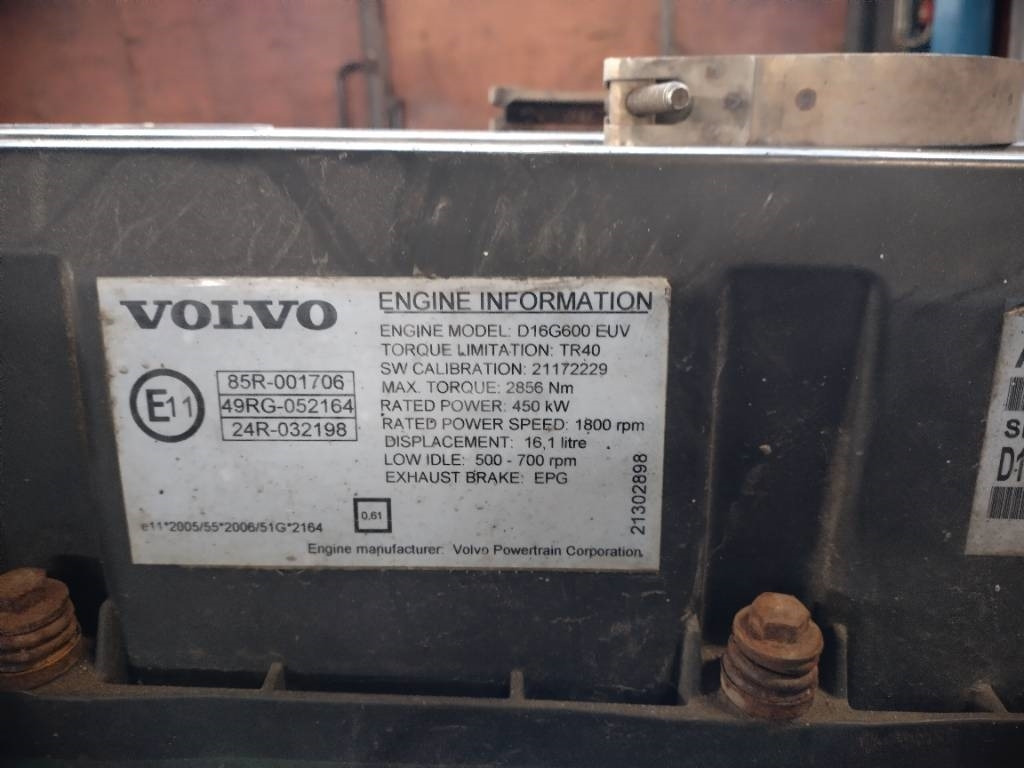 VOLVO
ENGINE INFORMATION
ENGINE MODEL: D16G600 EUV
TORQUE LIMITATION: TR40
SW CALIBRATION: 21172229
MAX. TORQUE: 2856 Nm
RATED POWER: 450 kW
RATED POWER SPEED: 1800 rpm
DISPLACEMENT: 16,1 litre
LOW IDLE: 500 - 700 rpm
EXHAUST BRAKE: EPG
E11
85R-001706
49RG-052164
24R-032198
e11*2005/55*2006/51G*2164
0.61
21302898
Engine manufacturer: Volvo Powertrain Corporation